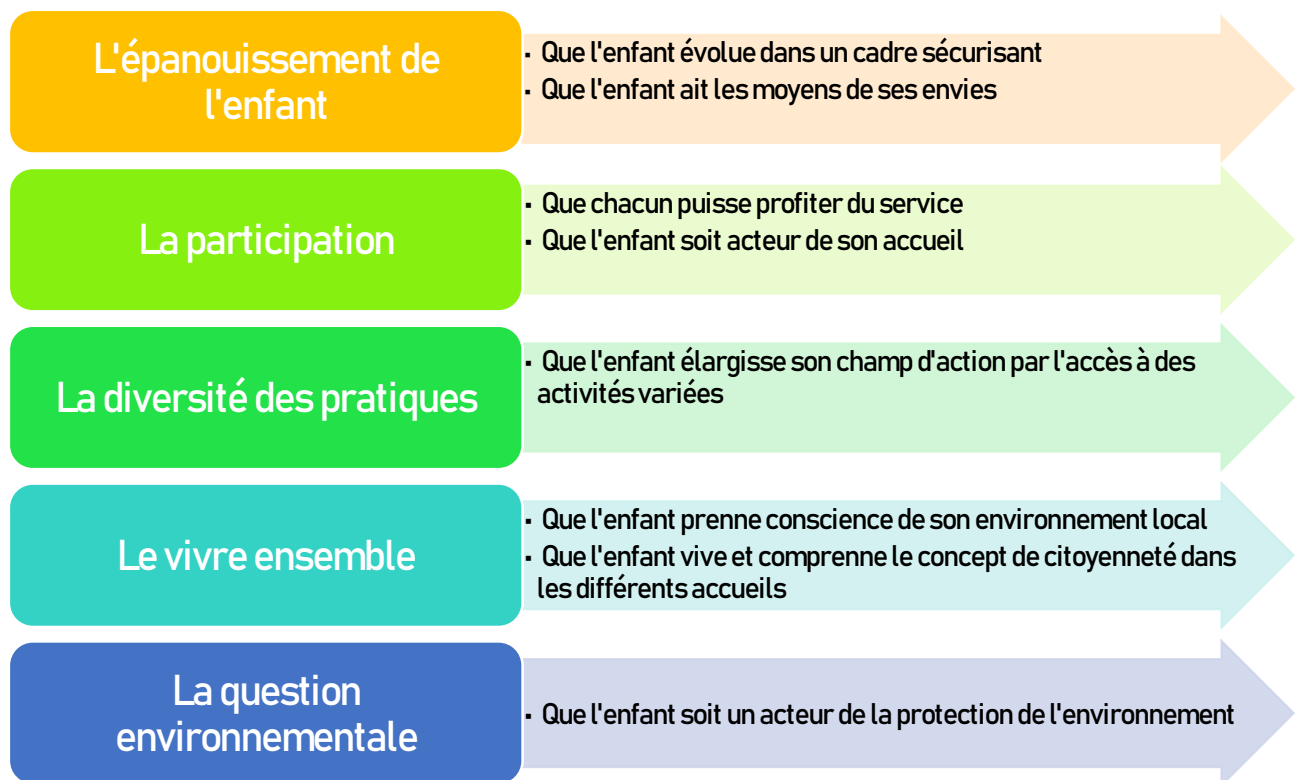 L'épanouissement de
l'enfant
▪ Que l'enfant évolue dans un cadre sécurisant
▪ Que l'enfant ait les moyens de ses envies
La participation
▪ Que chacun puisse profiter du service
▪ Que l'enfant soit acteur de son accueil
La diversité des pratiques
▪ Que l'enfant élargisse son champ d'action par l'accès à des
activités variées
Le vivre ensemble
▪ Que l'enfant prenne conscience de son environnement local
▪ Que l'enfant vive et comprenne le concept de citoyenneté dans
les différents accueils
La question
environnementale
▪ Que l'enfant soit un acteur de la protection de l'environnement